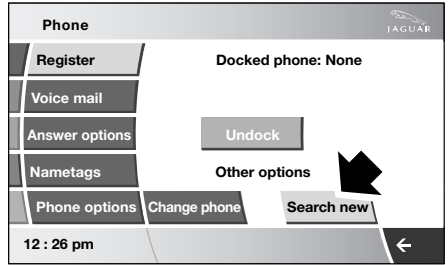 Phone
JAGUAR
Register
Docked phone: None
Voice mail
Answer options
Undock
Nametags
Other options
Phone options
Change phone
Search new
12 : 26 pm